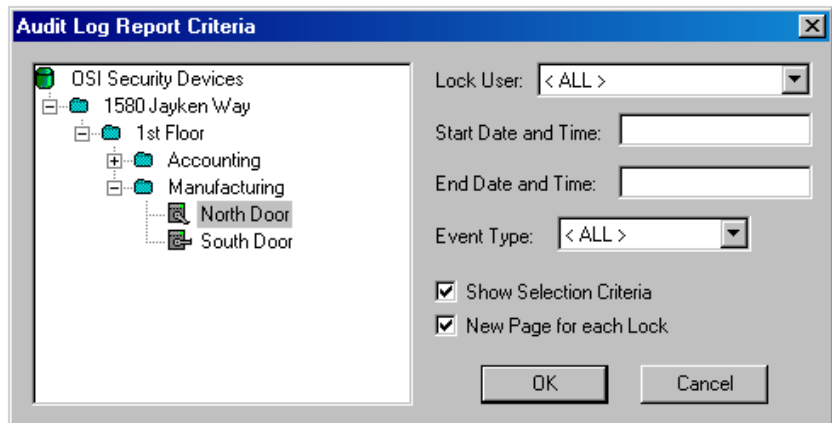 Audit Log Report Criteria
OSI Security Devices
1580 Jayken Way
1st Floor
Accounting
Manufacturing
North Door
South Door
Lock User: < ALL >
Start Date and Time:
End Date and Time:
Event Type: < ALL >
Show Selection Criteria
New Page for each Lock
OK Cancel